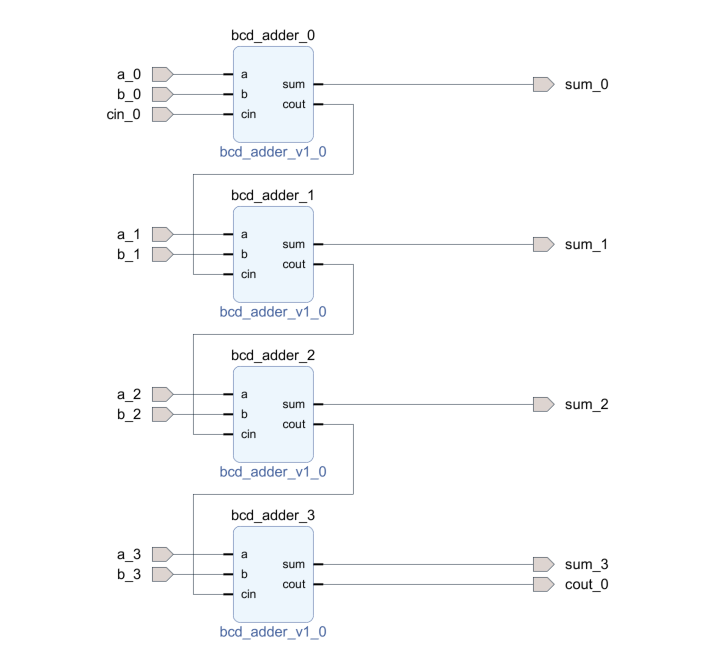 bcd_adder_0
a_0
b_0
cin_0
a
b
cin
sum
cout
sum_0
bcd_adder_v1_0
bcd_adder_1
a_1
b_1
a
b
cin
sum
cout
sum_1
bcd_adder_v1_0
bcd_adder_2
a_2
b_2
a
b
cin
sum
cout
sum_2
bcd_adder_v1_0
bcd_adder_3
a_3
b_3
a
b
cin
sum
cout
sum_3
cout_0
bcd_adder_v1_0